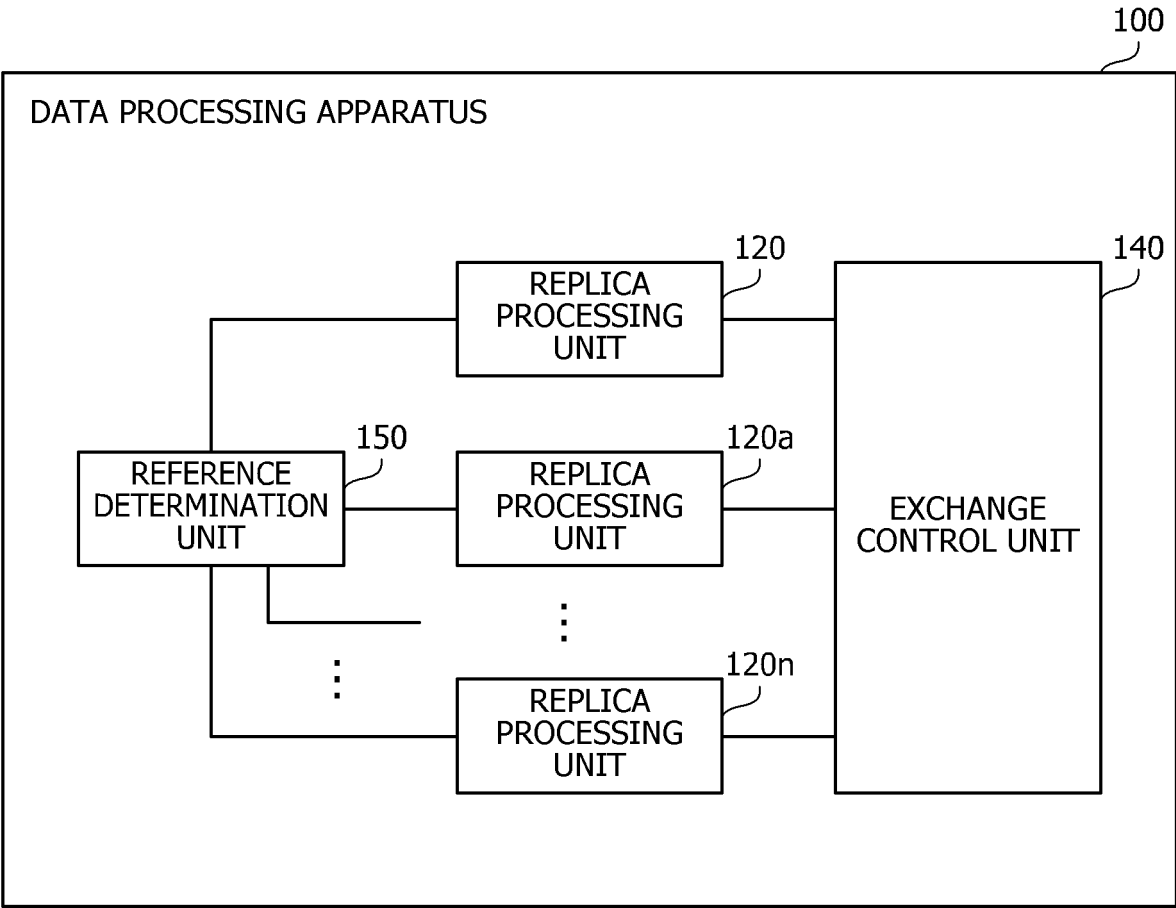 100
DATA PROCESSING APPARATUS
120
REPLICA
PROCESSING
UNIT
140
150
REFERENCE
DETERMINATION
UNIT
120a
REPLICA
PROCESSING
UNIT
EXCHANGE
CONTROL UNIT
120n
REPLICA
PROCESSING
UNIT